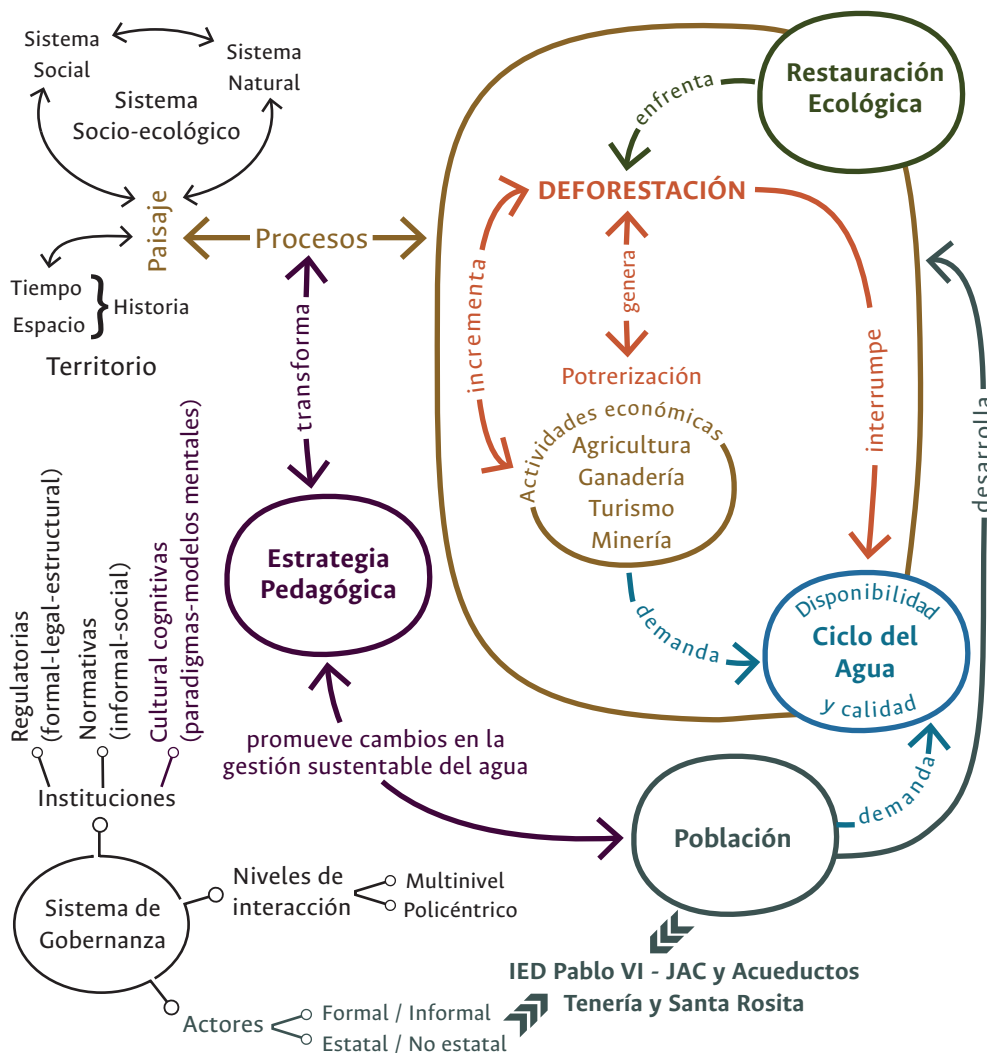 Sistema
Social
Sistema
Natural
Sistema
Socio-ecológico
Paisaje
Procesos
Tiempo
Espacio
Historia
Territorio
transforma
Restauración
Ecológica
enfrenta
DEFORESTACIÓN
incrementa
genera
interrumpe
desarrolla
Potrerización
Actividades económicas
Agricultura
Ganadería
Turismo
Minería
demanda
Disponibilidad
Ciclo del
Agua
y calidad
Estrategia
Pedagógica
promueve cambios en la
gestión sustentable del agua
Población
demanda
Regulatorias
(formal-legal-estructural)
Normativas
(informal-social)
Cultural cognitivas
(paradigmas-modelos mentales)
Instituciones
Sistema de
Gobernanza
Niveles de
interacción
Multinivel
Policéntrico
Actores
Formal / Informal
Estatal / No estatal
IED Pablo VI - JAC y Acueductos
Tenería y Santa Rosita